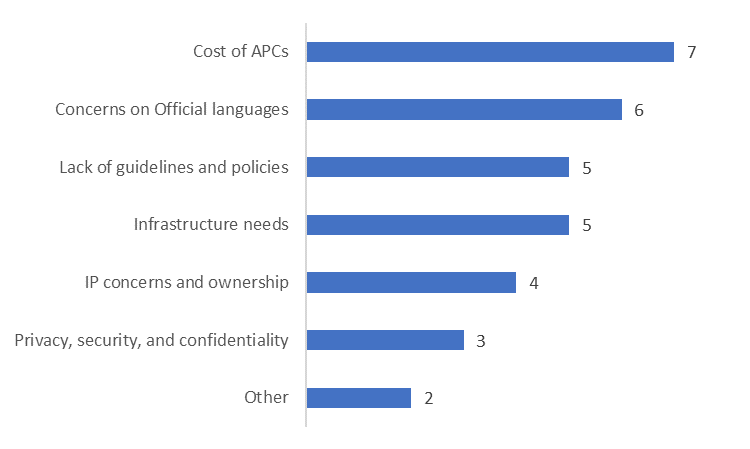 Cost of APCs 7
Concerns on Official languages 6
Lack of guidelines and policies 5
Infrastructure needs 5
IP concerns and ownership 4
Privacy, security, and confidentiality 3
Other 2